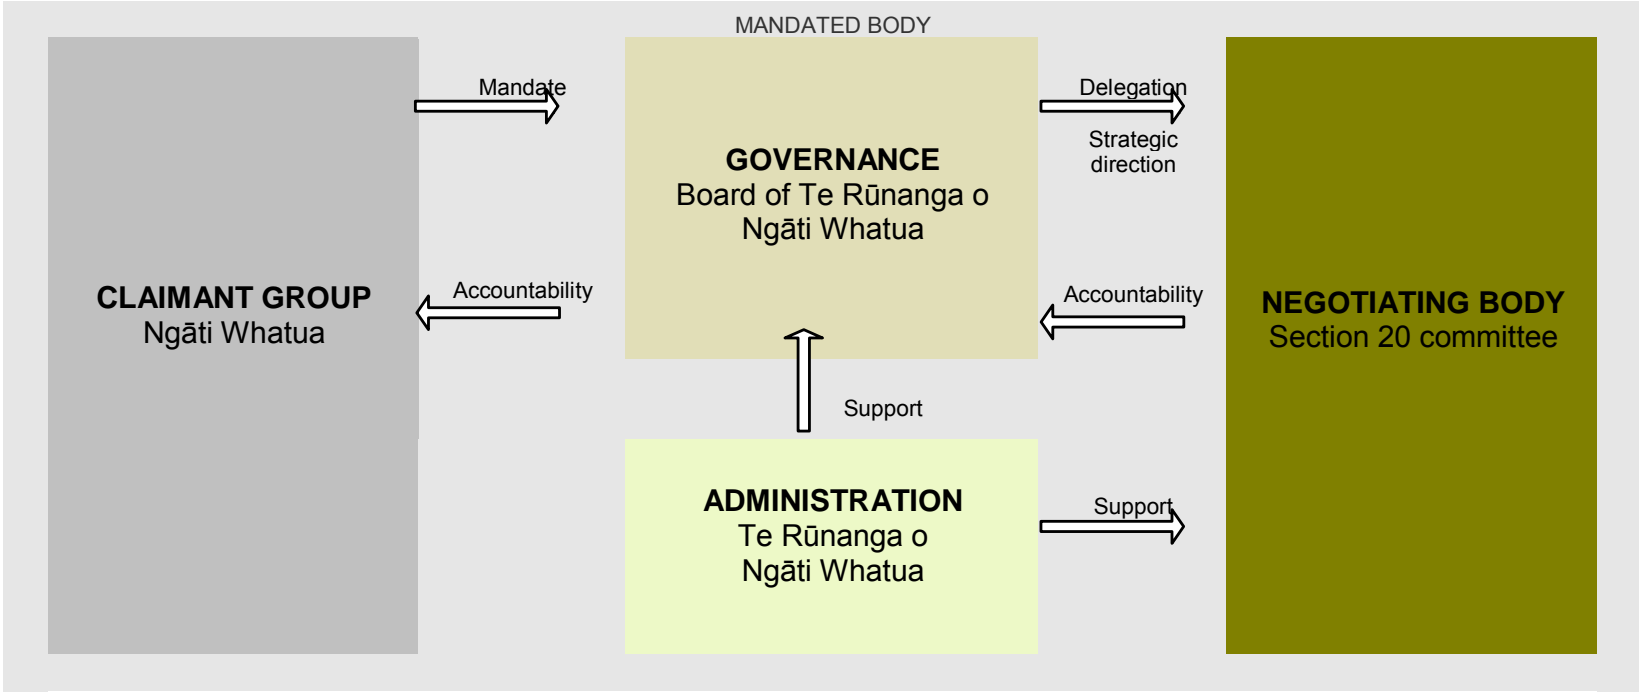 MANDATED BODY
Mandate
Delegation
Strategic
direction
GOVERNANCE
Board of Te Rūnanga o
Ngāti Whatua
CLAIMANT GROUP
Ngāti Whatua
Accountability
Accountability
NEGOTIATING BODY
Section 20 committee
Support
ADMINISTRATION
Te Rūnanga o
Ngāti Whatua
Support